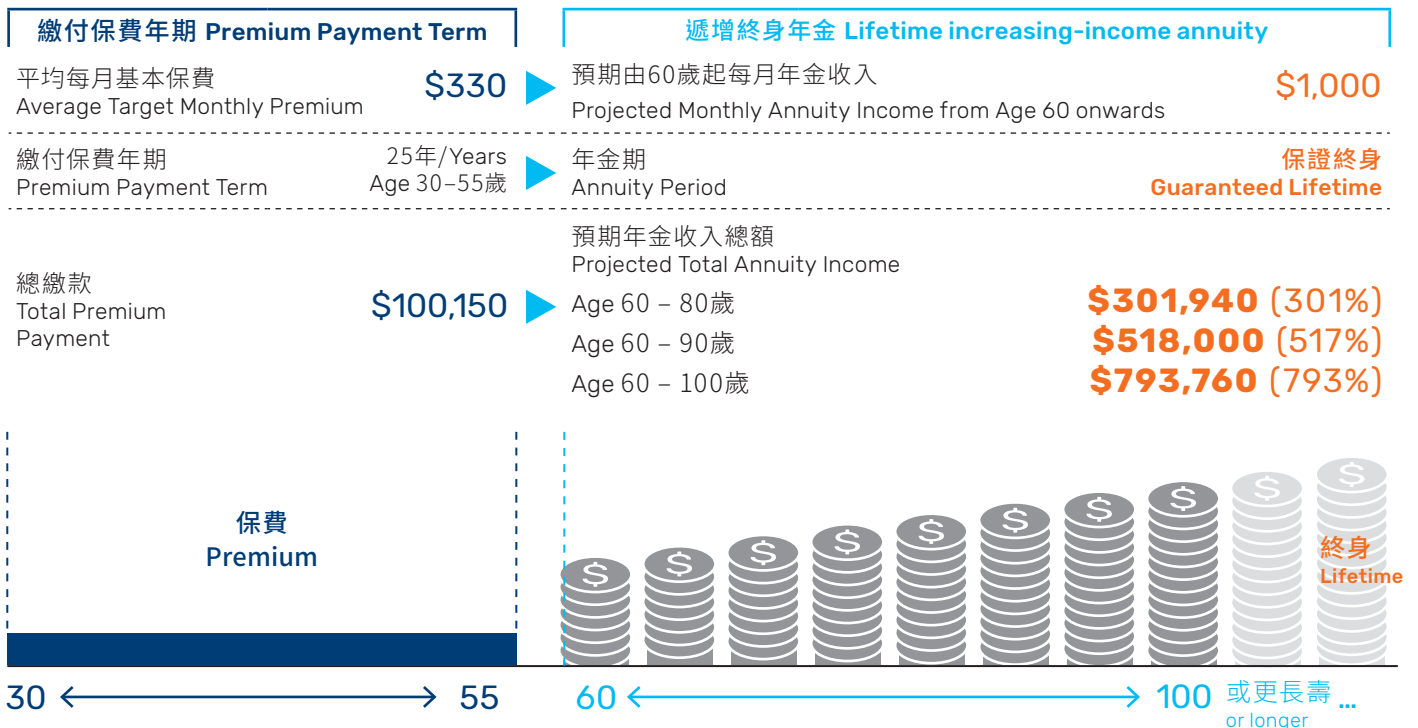 繳付保費年期 Premium Payment Term
遞增終身年金 Lifetime increasing-income annuity
平均每月基本保費
Average Target Monthly Premium
$330
預期由60歲起每月年金收入
Projected Monthly Annuity Income from Age 60 onwards
$1,000
繳付保費年期
Premium Payment Term
25年/Years
Age 30–55歲
年金期
Annuity Period
保證終身
Guaranteed Lifetime
總繳款
Total Premium
Payment
$100,150
預期年金收入總額
Projected Total Annuity Income
Age 60 – 80歲 $301,940 (301%)
Age 60 – 90歲 $518,000 (517%)
Age 60 – 100歲 $793,760 (793%)
保費
Premium
$ $ $ $ $ $ $ $ $ $
終身
Lifetime
30 55 60 100 或更長壽 ...
or longer